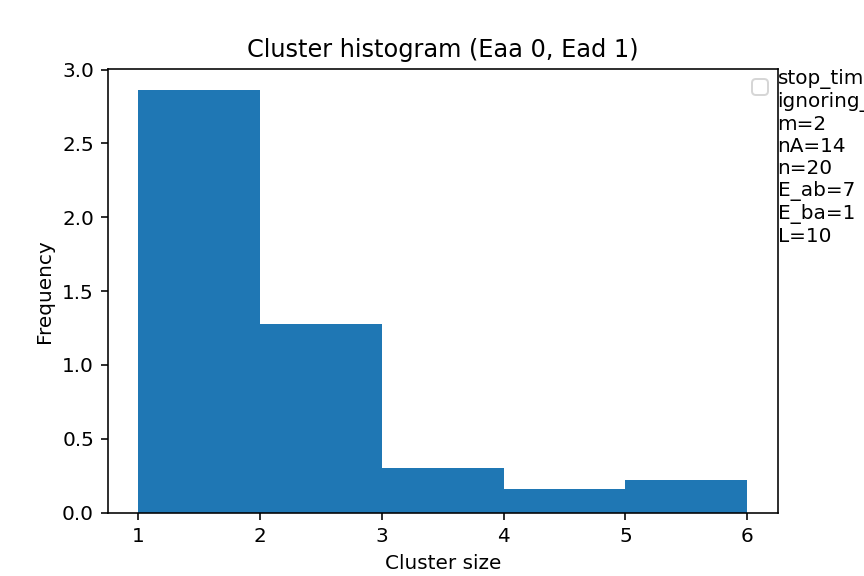 Cluster histogram (Eaa 0, Ead 1)
3.0
2.5
2.0
1.5
1.0
0.5
0.0
Frequency
1 2 3 4 5 6
Cluster size
stop_tim
ignoring_
m=2
nA=14
n=20
E_ab=7
E_ba=1
L=10